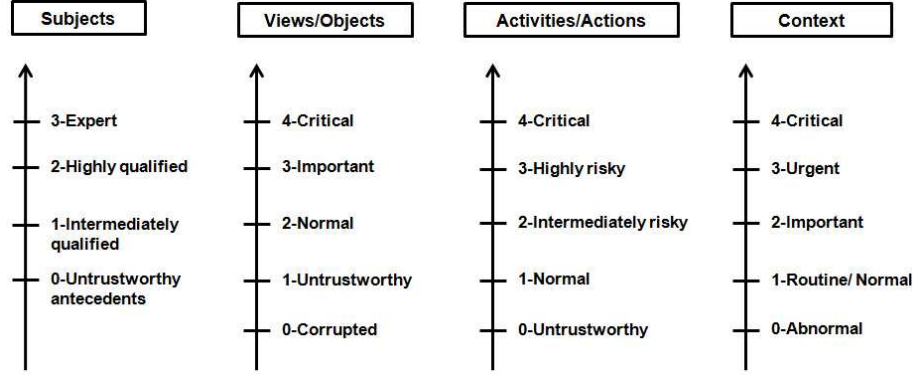 Subjects
Views/Objects
Activities/Actions
Context
3-Expert
2-Highly qualified
1-Intermediately
qualified
0-Untrustworthy
antecedents
4-Critical
3-Important
2-Normal
1-Untrustworthy
0-Corrupted
4-Critical
3-Highly risky
2-Intermediately risky
1-Normal
0-Untrustworthy
4-Critical
3-Urgent
2-Important
1-Routine/ Normal
0-Abnormal